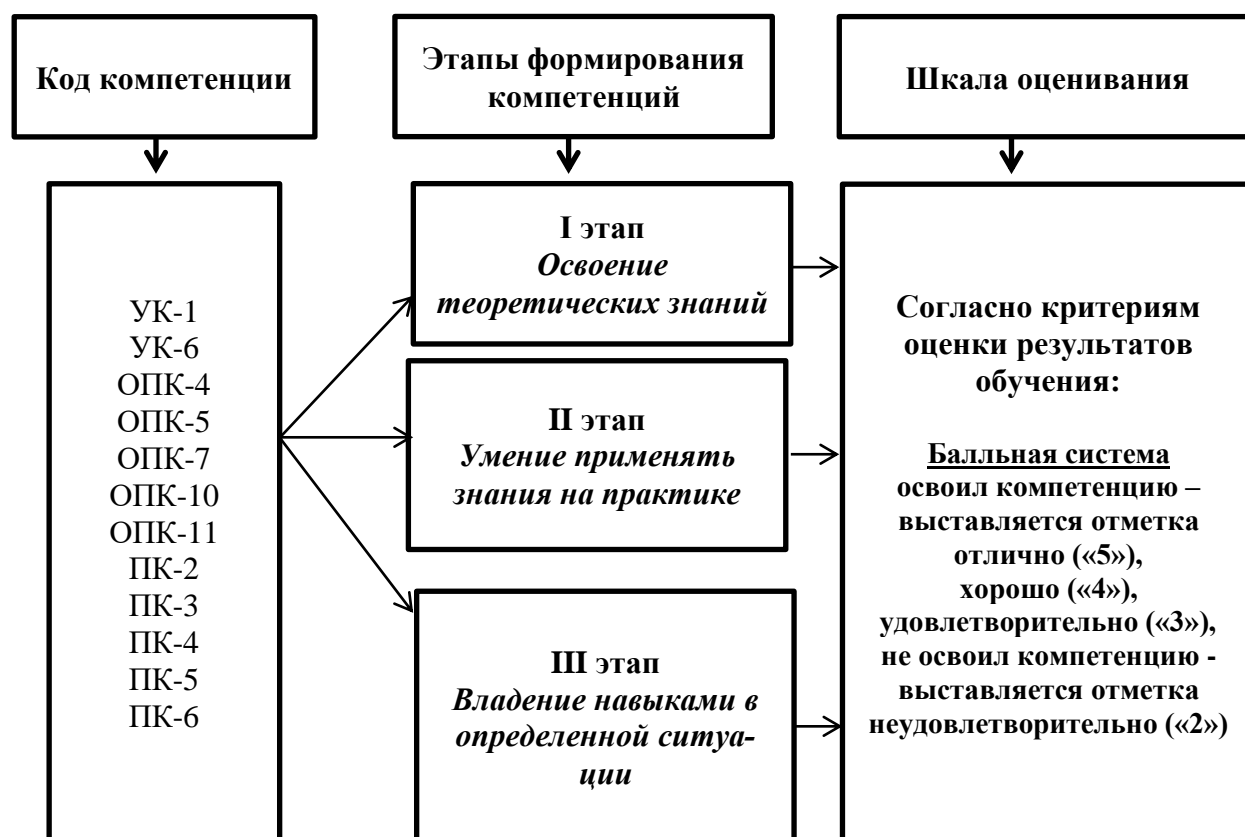 Код компетенции
Этапы формирования
компетенций
Шкала оценивания
УК-1
УК-6
ОПК-4
ОПК-5
ОПК-7
ОПК-10
ОПК-11
ПК-2
ПК-3
ПК-4
ПК-5
ПК-6
I этап
Освоение
теоретических знаний
II этап
Умение применять
знания на практике
III этап
Владение навыками в
определенной ситуа-
ции
Согласно критериям
оценки результатов
обучения:
Балльная система
освоил компетенцию –
выставляется отметка
отлично («5»),
хорошо («4»),
удовлетворительно («3»),
не освоил компетенцию -
выставляется отметка
неудовлетворительно («2»)